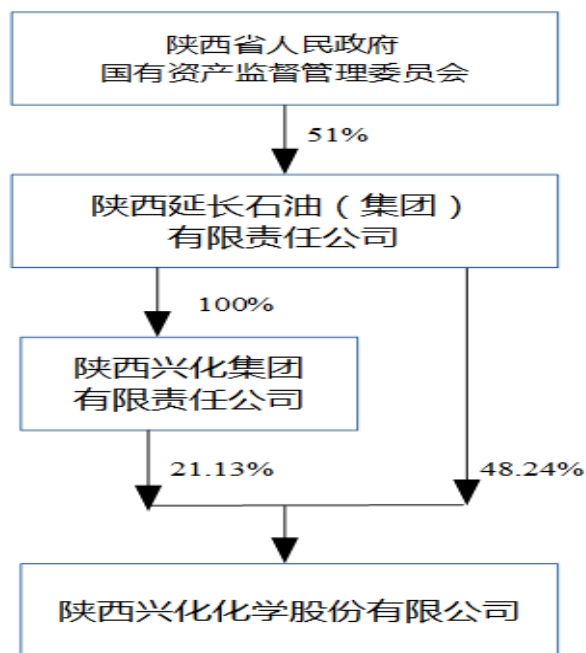 陕西省人民政府
国有资产监督管理委员会
51%
陕西延长石油（集团）
有限责任公司
100%
陕西兴化集团
有限责任公司
21.13%
48.24%
陕西兴化化学股份有限公司